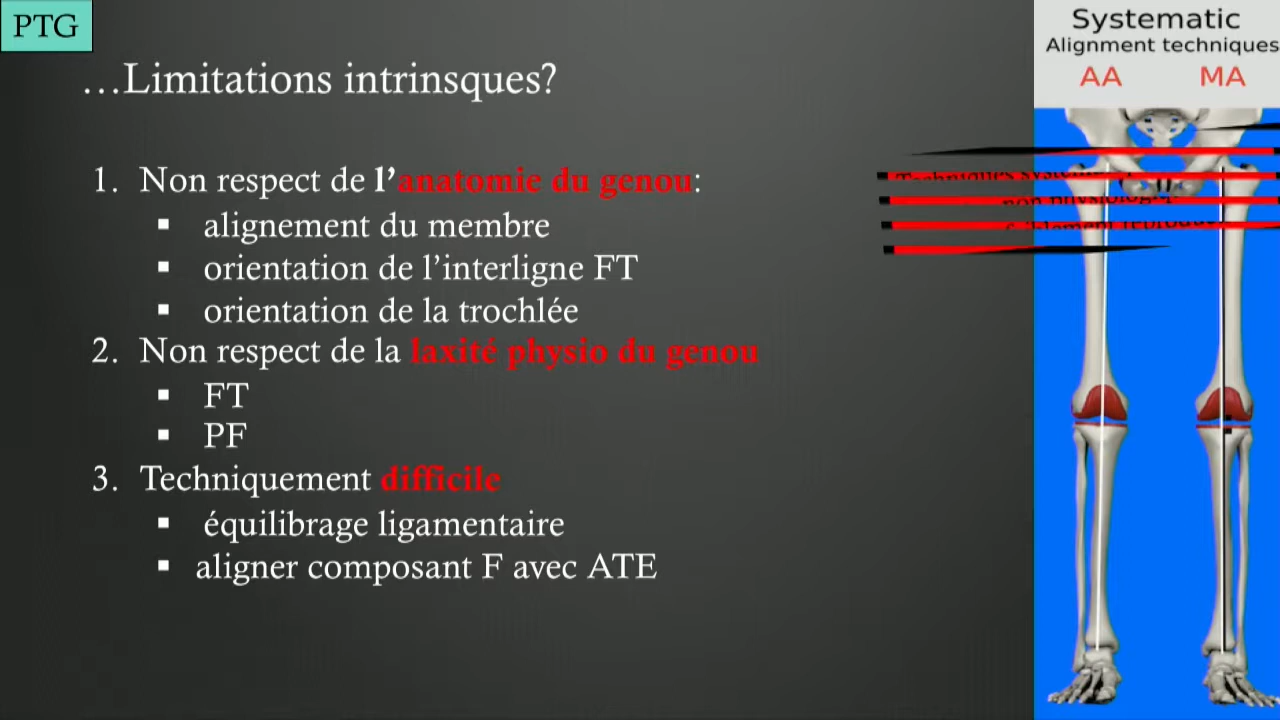 PTG
…Limitations intrinsques?
1. Non respect de l’anatomie du genou:
▪ alignement du membre
▪ orientation de l’interligne FT
▪ orientation de la trochlée
2. Non respect de la laxité physio du genou
▪ FT
▪ PF
3. Techniquement difficile
▪ équilibrage ligamentaire
▪ aligner composant F avec ATE
Systematic
Alignment techniques
AA MA
Techniques
non